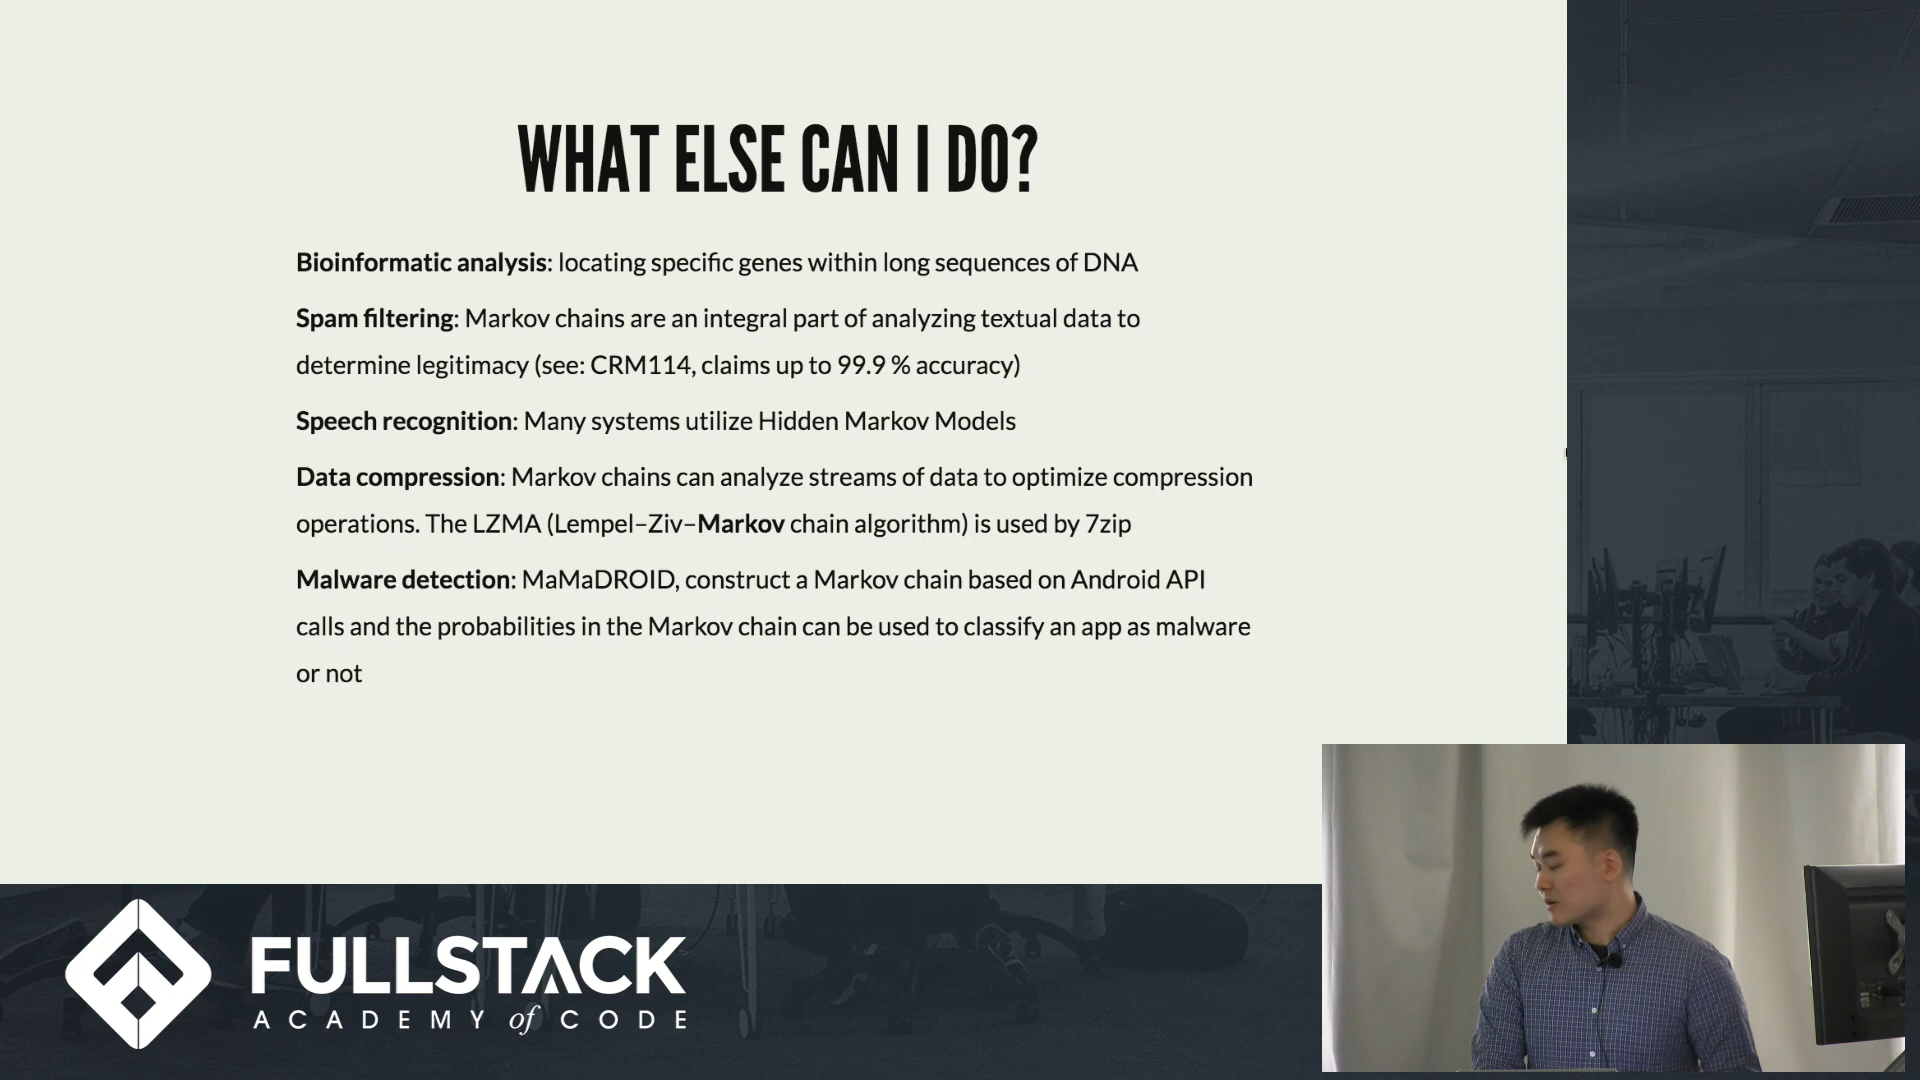 WHAT ELSE CAN I DO?
Bioinformatic analysis: locating specific genes within long sequences of DNA
Spam filtering: Markov chains are an integral part of analyzing textual data to
determine legitimacy (see: CRM114, claims up to 99.9 % accuracy)
Speech recognition: Many systems utilize Hidden Markov Models
Data compression: Markov chains can analyze streams of data to optimize compression
operations. The LZMA (Lempel–Ziv–Markov chain algorithm) is used by 7zip
Malware detection: MaMaDROID, construct a Markov chain based on Android API
calls and the probabilities in the Markov chain can be used to classify an app as malware
or not
FULLSTACK
ACADEMY of CODE